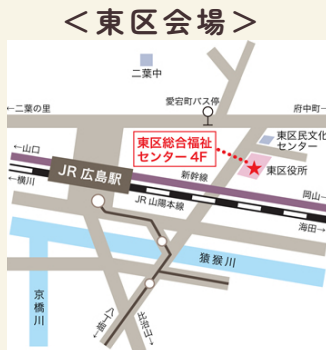 ＜東区会場＞
二葉中
愛宕町バス停
←二葉の里
府中町→
東区民文化
センター
東区総合福祉
センター 4F
←山口
新幹線
東区役所
JR 広島駅
←横川
岡山→
JR 山陽本線
海田→
猿猴川
京橋川
八丁堀→
比治山→